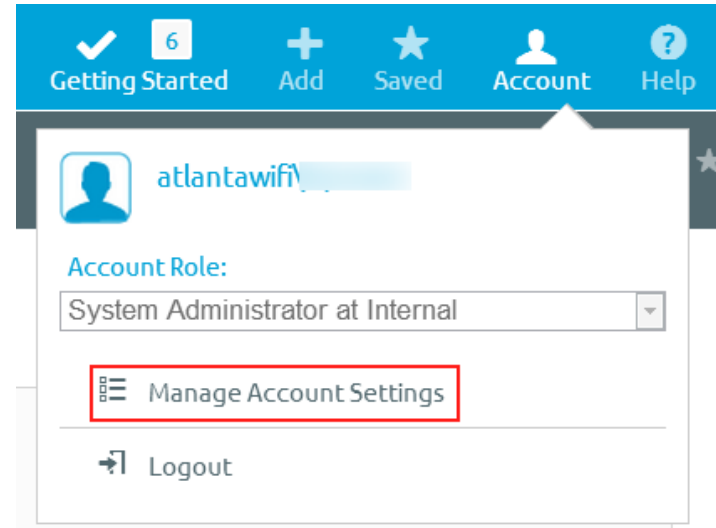 6
Getting Started Add Saved Account Help
atlantawifi\
Account Role:
System Administrator at Internal
Manage Account Settings
Logout